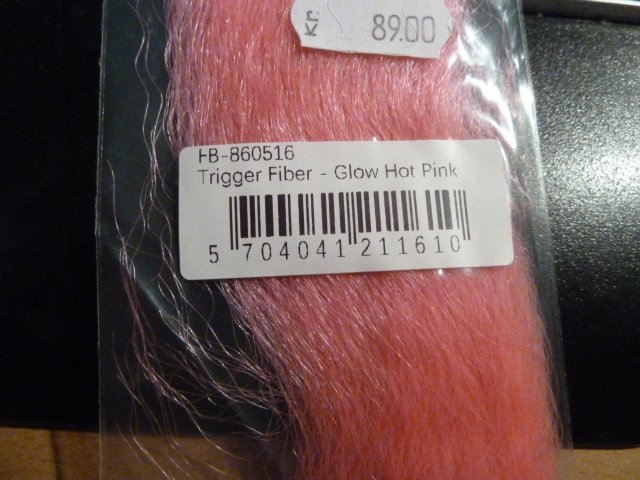 Kr. 89.00
FB-860516
Trigger Fiber - Glow Hot Pink
5 704041 211610